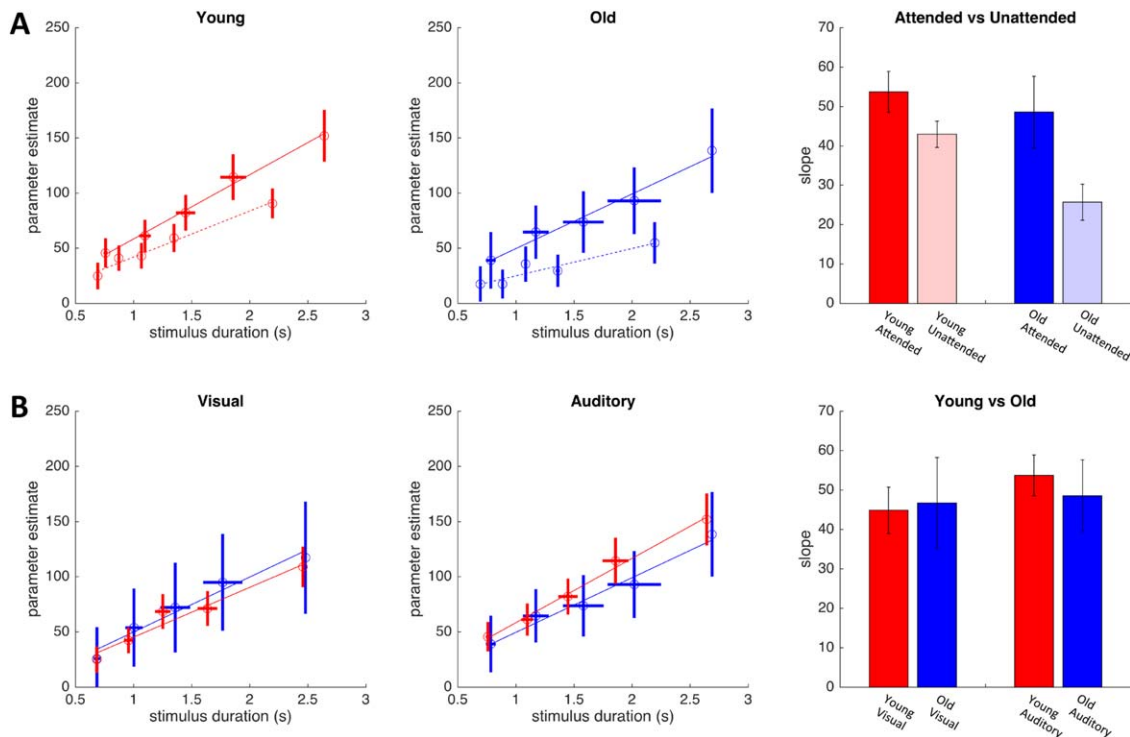 A
Young
250
200
150
100
50
0
parameter estimate
0.5 1 1.5 2 2.5 3
stimulus duration (s)
Old
250
200
150
100
50
0
parameter estimate
0.5 1 1.5 2 2.5 3
stimulus duration (s)
Attended vs Unattended
70
60
50
40
30
20
10
0
slope
Young
Attended
Young
Unattended
Old
Attended
Old
Unattended
B
Visual
250
200
150
100
50
0
parameter estimate
0.5 1 1.5 2 2.5 3
stimulus duration (s)
Auditory
250
200
150
100
50
0
parameter estimate
0.5 1 1.5 2 2.5 3
stimulus duration (s)
Young vs Old
70
60
50
40
30
20
10
0
slope
Young
Visual
Old
Visual
Young
Auditory
Old
Auditory